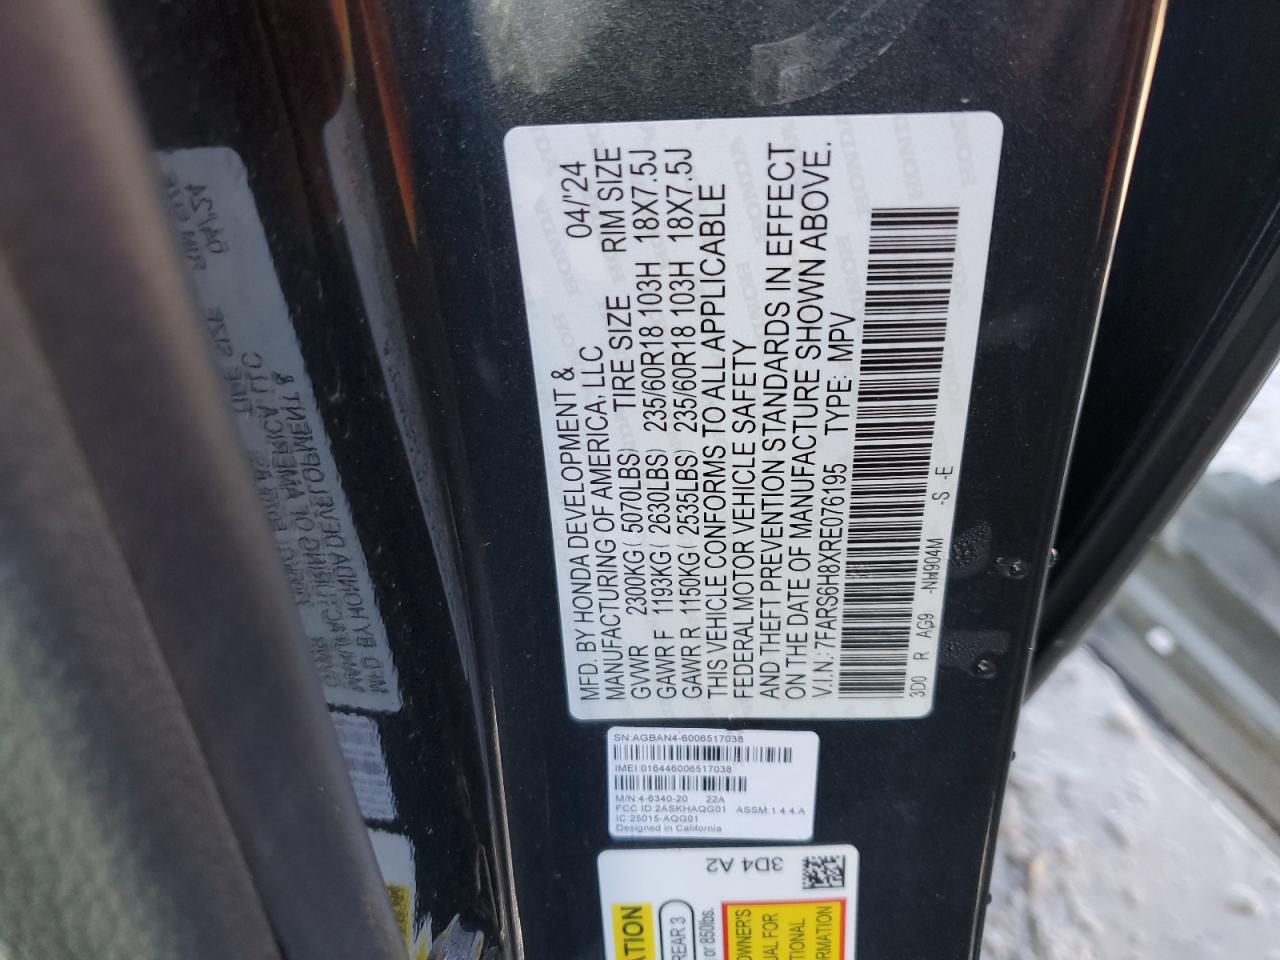 MFD. BY HONDA DEVELOPMENT &
MANUFACTURING OF AMERICA, LLC 04/'24
GVWR 2300KG ( 5070LBS) TIRE SIZE RIM SIZE
GAWR F 1193KG ( 2630LBS) 235/60R18 103H 18X7.5J
GAWR R 1150KG ( 2535LBS) 235/60R18 103H 18X7.5J
THIS VEHICLE CONFORMS TO ALL APPLICABLE
FEDERAL MOTOR VEHICLE SAFETY
AND THEFT PREVENTION STANDARDS IN EFFECT
ON THE DATE OF MANUFACTURE SHOWN ABOVE.
V.I.N.: 7FARS6H8XRE076195 TYPE: MPV
3D0 R AG9 -NH904M -S -E
SN:AGBAN4-6006517038
IMEI:016446006517038
M/N:4-6340-20 22A
FCC ID:2ASKHAQG01 ASSM:1.4.4.A
IC:25015-AQG01
Designed in California
3D4 A2
REAR 3
or 850lbs.